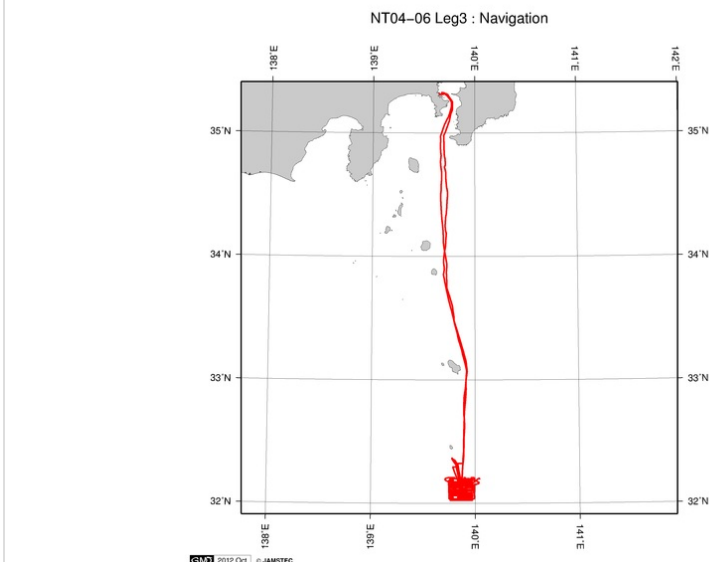 NT04−06 Leg3 : Navigation
138˚E 139˚E 140˚E 141˚E 142˚E
35˚N 35˚N
34˚N 34˚N
33˚N 33˚N
32˚N 32˚N
138˚E 139˚E 140˚E 141˚E
GMD 2012 Oct © JAMSTEC